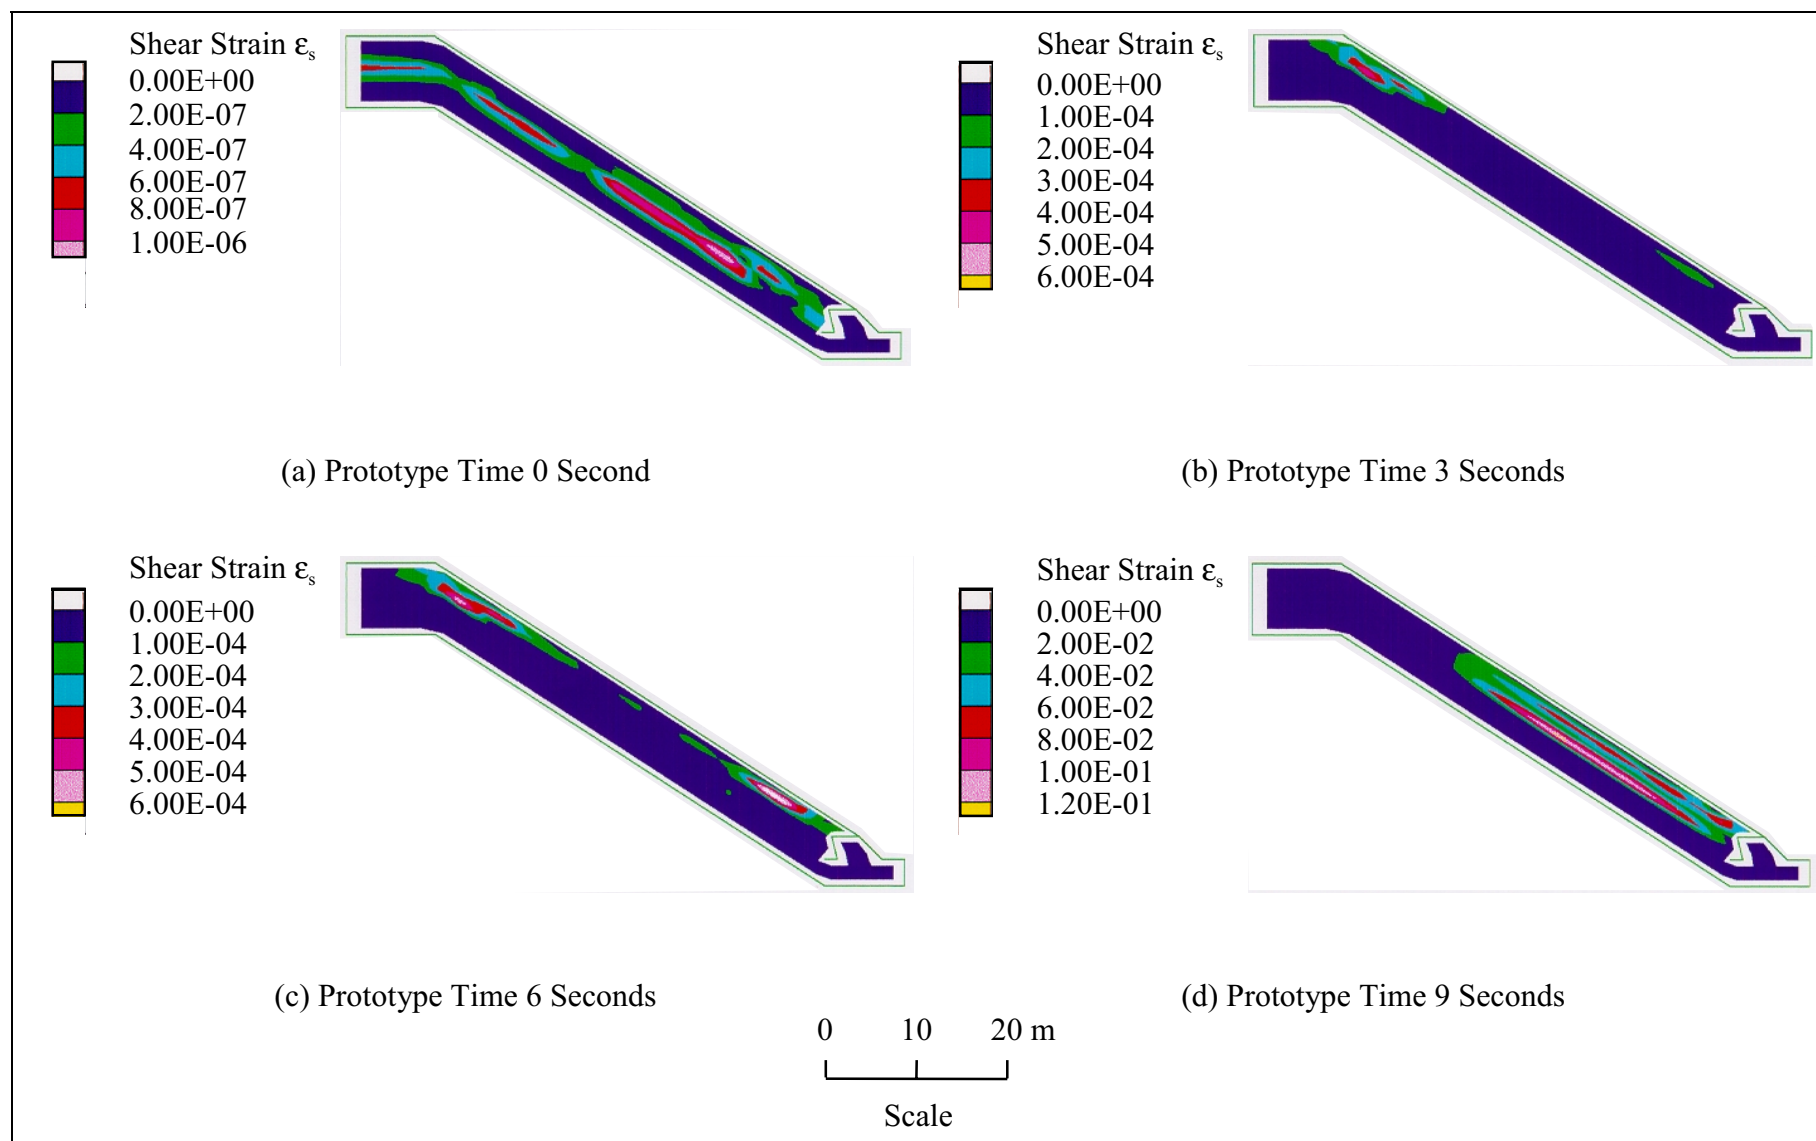 Shear Strain εs
0.00E+00
2.00E-07
4.00E-07
6.00E-07
8.00E-07
1.00E-06
(a) Prototype Time 0 Second
Shear Strain εs
0.00E+00
1.00E-04
2.00E-04
3.00E-04
4.00E-04
5.00E-04
6.00E-04
(b) Prototype Time 3 Seconds
Shear Strain εs
0.00E+00
1.00E-04
2.00E-04
3.00E-04
4.00E-04
5.00E-04
6.00E-04
(c) Prototype Time 6 Seconds
Shear Strain εs
0.00E+00
2.00E-02
4.00E-02
6.00E-02
8.00E-02
1.00E-01
1.20E-01
(d) Prototype Time 9 Seconds
0 10 20 m
Scale